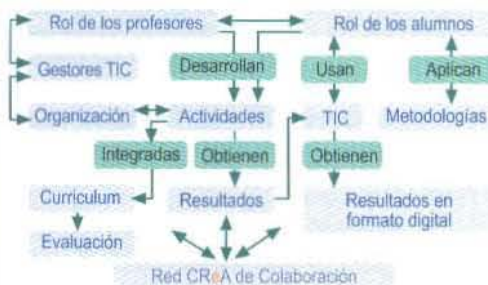 Rol de los profesores
Rol de los alumnos
Gestores TIC
Desarrollan
Usan
Aplican
Organización
Actividades
TIC
Metodologías
Integradas
Obtienen
Obtienen
Curriculum
Resultados
Resultados en
formato digital
Evaluación
Red CReA de Colaboración